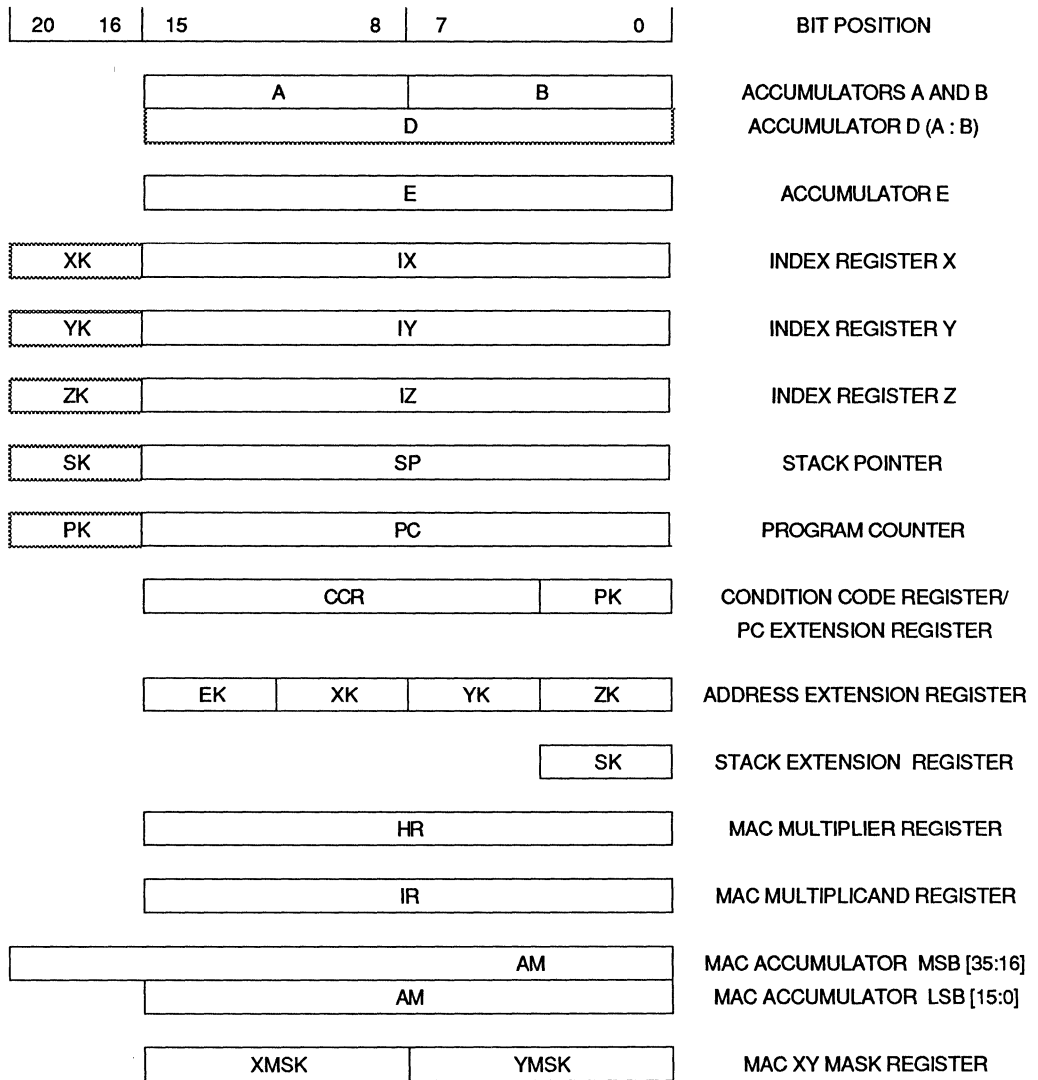 20 16 15 8 7 0 BIT POSITION
A B ACCUMULATORS A AND B
D ACCUMULATOR D (A : B)
E ACCUMULATOR E
XK IX INDEX REGISTER X
YK IY INDEX REGISTER Y
ZK IZ INDEX REGISTER Z
SK SP STACK POINTER
PK PC PROGRAM COUNTER
CCR PK CONDITION CODE REGISTER/
PC EXTENSION REGISTER
EK XK YK ZK ADDRESS EXTENSION REGISTER
SK STACK EXTENSION REGISTER
HR MAC MULTIPLIER REGISTER
IR MAC MULTIPLICAND REGISTER
AM MAC ACCUMULATOR MSB [35:16]
AM MAC ACCUMULATOR LSB [15:0]
XMSK YMSK MAC XY MASK REGISTER